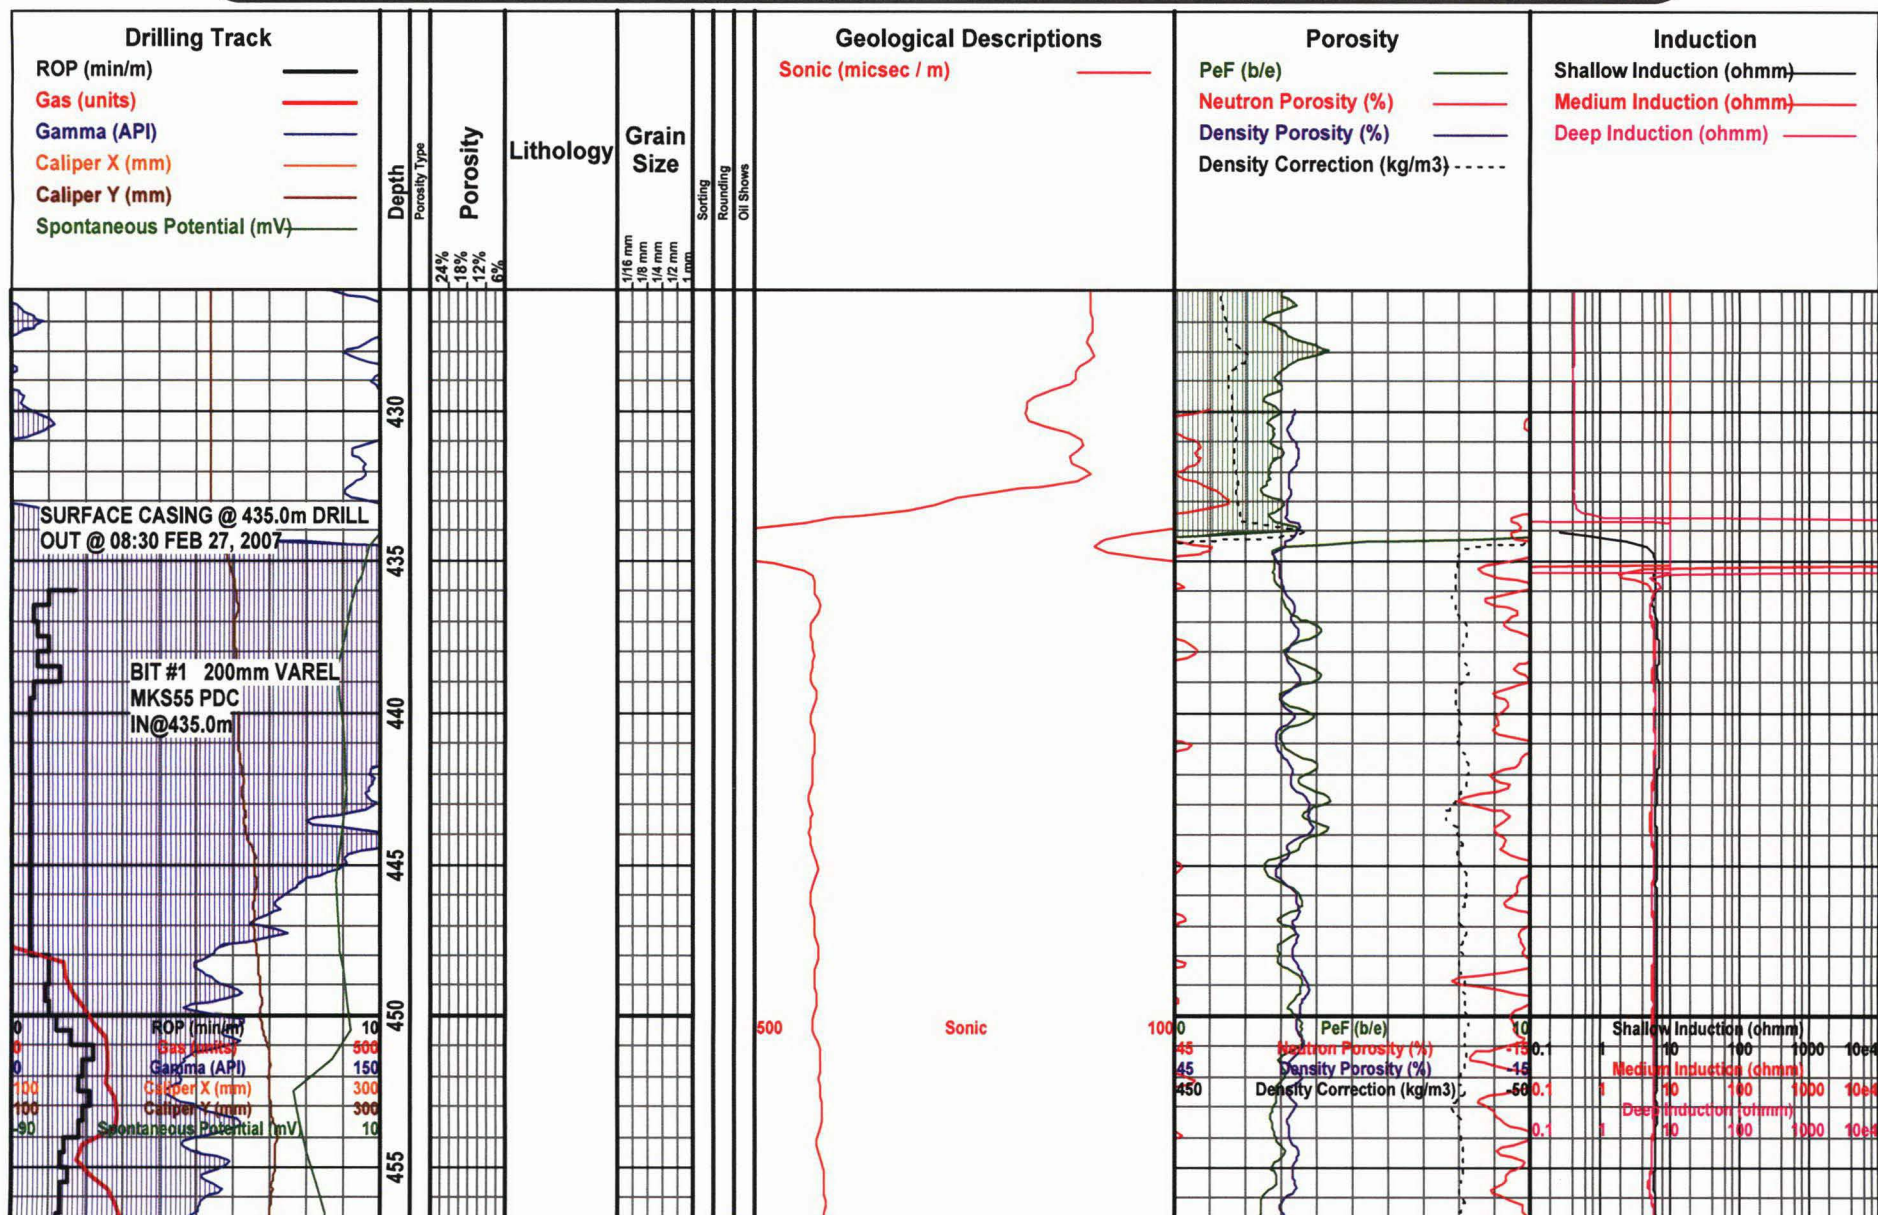 Drilling Track
ROP (min/m)
Gas (units)
Gamma (API)
Caliper X (mm)
Caliper Y (mm)
Spontaneous Potential (mV)
Depth
Porosity Type
Porosity
24%
18%
12%
6%
Lithology
Grain
Size
1/16 mm
1/8 mm
1/4 mm
1/2 mm
1 mm
Sorting
Rounding
Oil Shows
Geological Descriptions
Sonic (micsec / m)
Porosity
PeF (b/e)
Neutron Porosity (%)
Density Porosity (%)
Density Correction (kg/m3)
Induction
Shallow Induction (ohmm)
Medium Induction (ohmm)
Deep Induction (ohmm)
430
SURFACE CASING @ 435.0m DRILL
OUT @ 08:30 FEB 27, 2007
435
BIT #1 200mm VAREL
MKS55 PDC
IN@435.0m
440
445
450
0 ROP (min/m) 10
0 Gas (units) 500
0 Gamma (API) 150
100 Caliper X (mm) 300
100 Caliper Y (mm) 300
-90 Spontaneous Potential (mV) 10
500 Sonic 100
0 PeF (b/e) 10
45 Neutron Porosity (%) -15
45 Density Porosity (%) -15
450 Density Correction (kg/m3) -50
Shallow Induction (ohmm)
0.1 1 10 100 1000 10e4
Medium Induction (ohmm)
0.1 1 10 100 1000 10e4
Deep Induction (ohmm)
0.1 1 10 100 1000 10e4
455